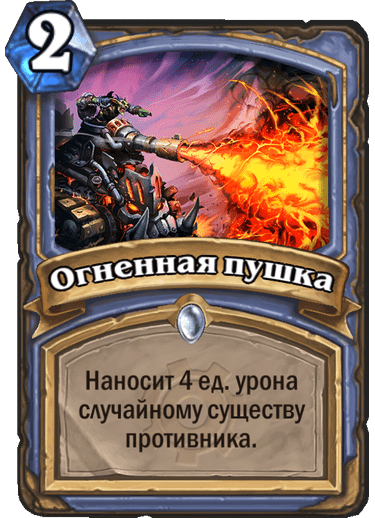 2
Огненная пушка
Наносит 4 ед. урона
случайному существу
противника.